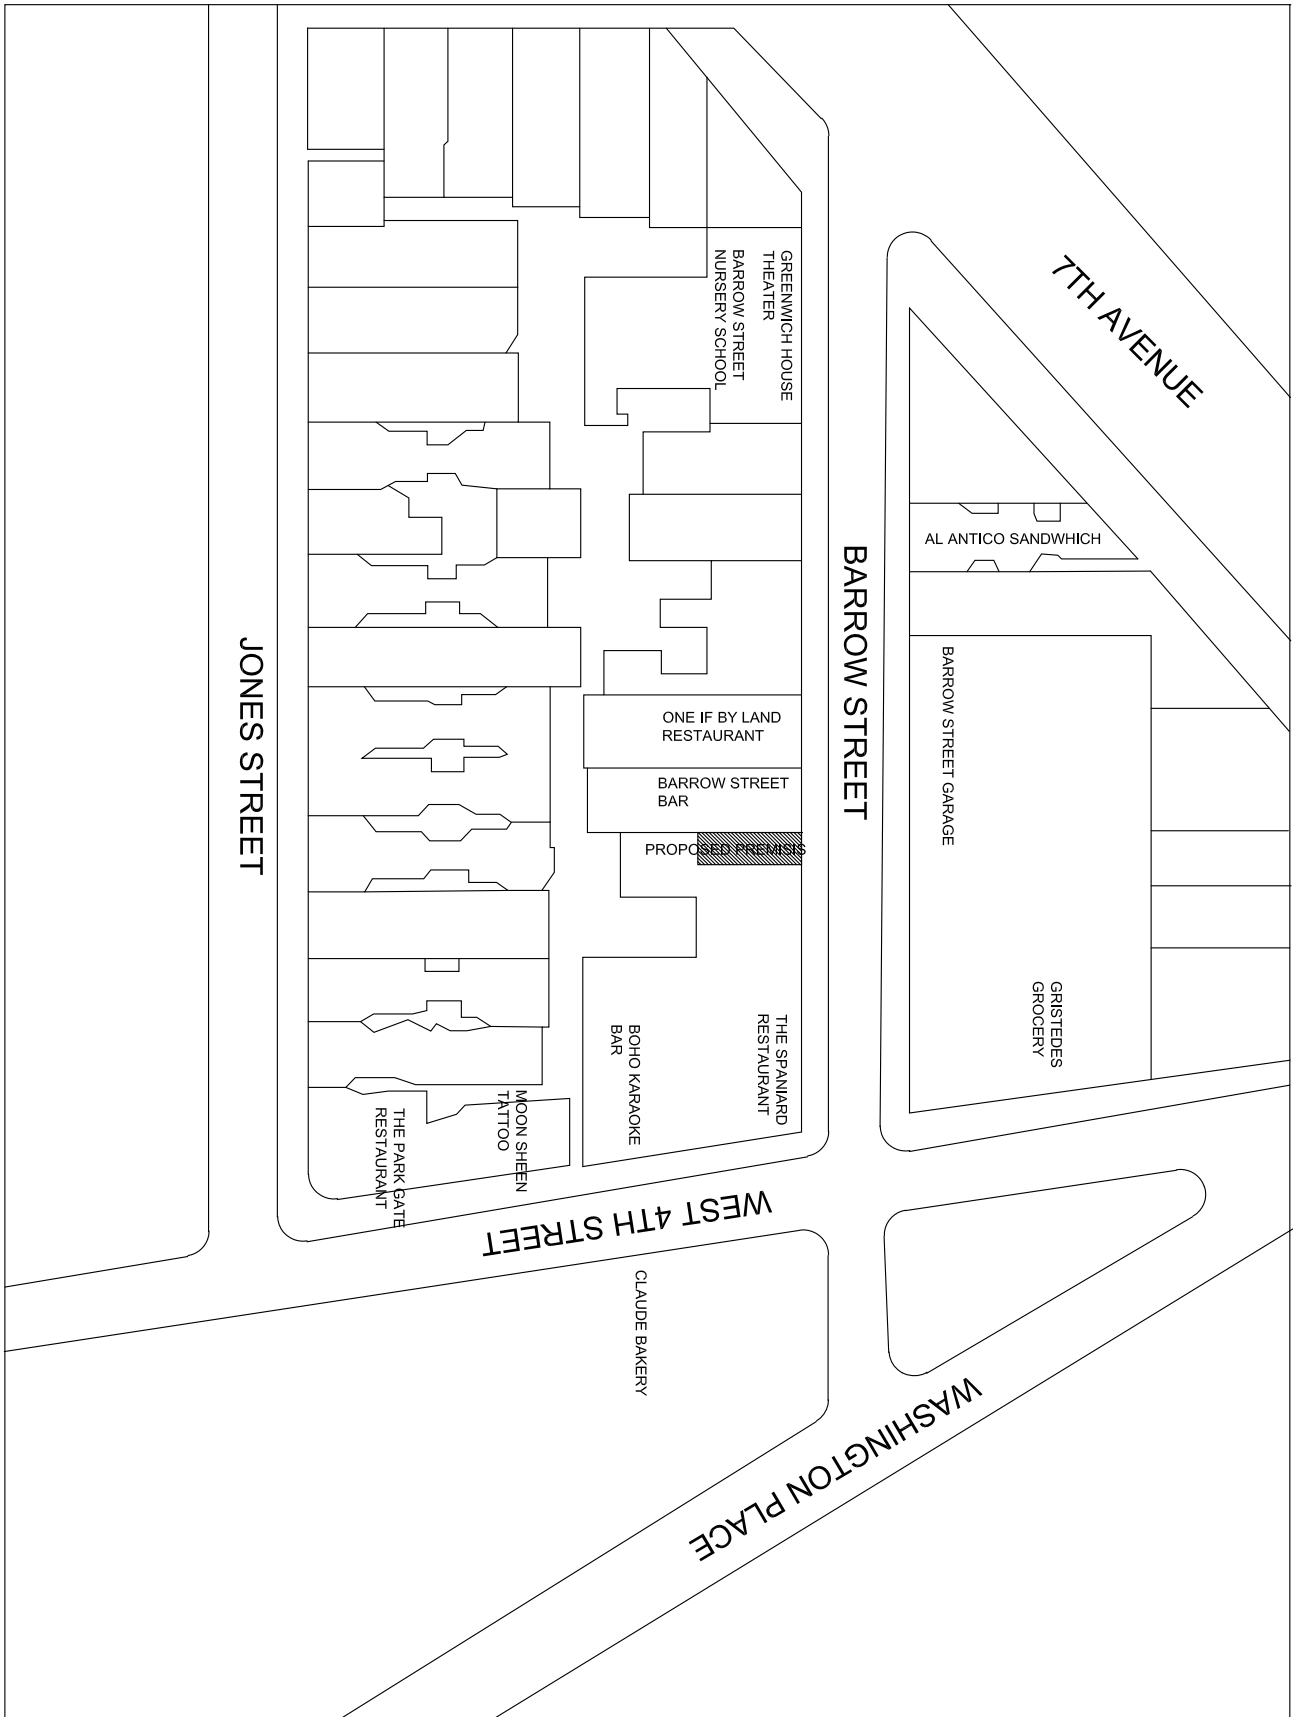 7TH AVENUE
GREENWICH HOUSE
THEATER
BARROW STREET
NURSERY SCHOOL
AL ANTICO SANDWHICH
BARROW STREET
JONES STREET
BARROW STREET GARAGE
ONE IF BY LAND
RESTAURANT
BARROW STREET
BAR
PROPOSED PREMISIS
GRISTEDES
GROCERY
THE SPANIARD
RESTAURANT
BOHO KARAOKE
BAR
MOON SHEEN
TATTOO
THE PARK GATE
RESTAURANT
WEST 4TH STREET
CLAUDE BAKERY
WASHINGTON PLACE